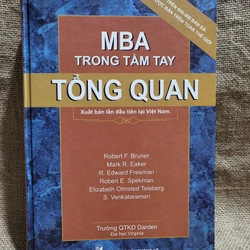 MBA
TRONG TẦM TAY
TỔNG QUAN
Xuất bản lần đầu tiên tại Việt Nam.
Robert F. Bruner
Mark R. Eaker
R. Edward Freeman
Robert E. Spekman
Elizabeth Olmsted Teisberg
S. Venkataraman
Trường QTKD Darden
Đại học Virginia